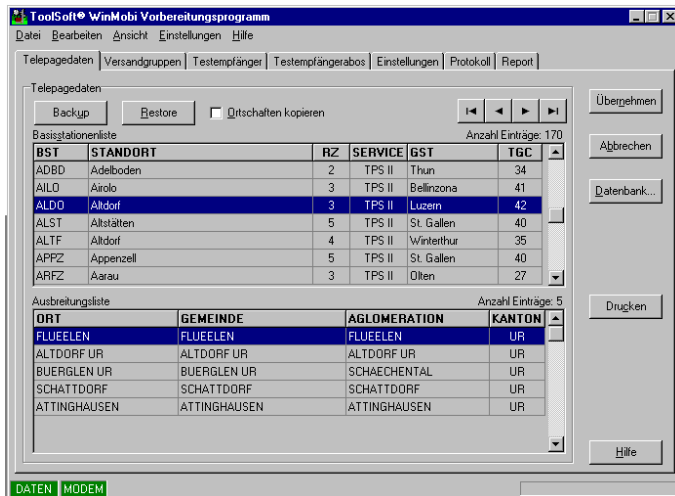 ToolSoft® WinMobi Vorbereitungsprogramm
Datei Bearbeiten Ansicht Einstellungen Hilfe
Telepagedaten Versandgruppen Testempfänger Testempfängerabos Einstellungen Protokoll Report
Telepagedaten
Backup Restore Ortschaften kopieren
Übernehmen
Basisstationenliste Anzahl Einträge: 170
Abbrechen
BST STANDORT RZ SERVICE GST TGC
ADBD Adelboden 2 TPS II Thun 34
AILO Airolo 3 TPS II Bellinzona 41
Datenbank...
ALDO Altdorf 3 TPS II Luzern 42
ALST Altstätten 5 TPS II St. Gallen 40
ALTF Altdorf 4 TPS II Winterthur 35
APPZ Appenzell 5 TPS II St. Gallen 40
ARFZ Aarau 3 TPS II Olten 27
Ausbreitungsliste Anzahl Einträge: 5
Drucken
ORT GEMEINDE AGLOMERATION KANTON
FLUEELEN FLUEELEN FLUEELEN UR
ALTDORF UR ALTDORF UR ALTDORF UR UR
BUERGLEN UR BUERGLEN UR SCHAECHENTAL UR
SCHATTDORF SCHATTDORF SCHATTDORF UR
ATTINGHAUSEN ATTINGHAUSEN ATTINGHAUSEN UR
Hilfe
DATEN MODEM